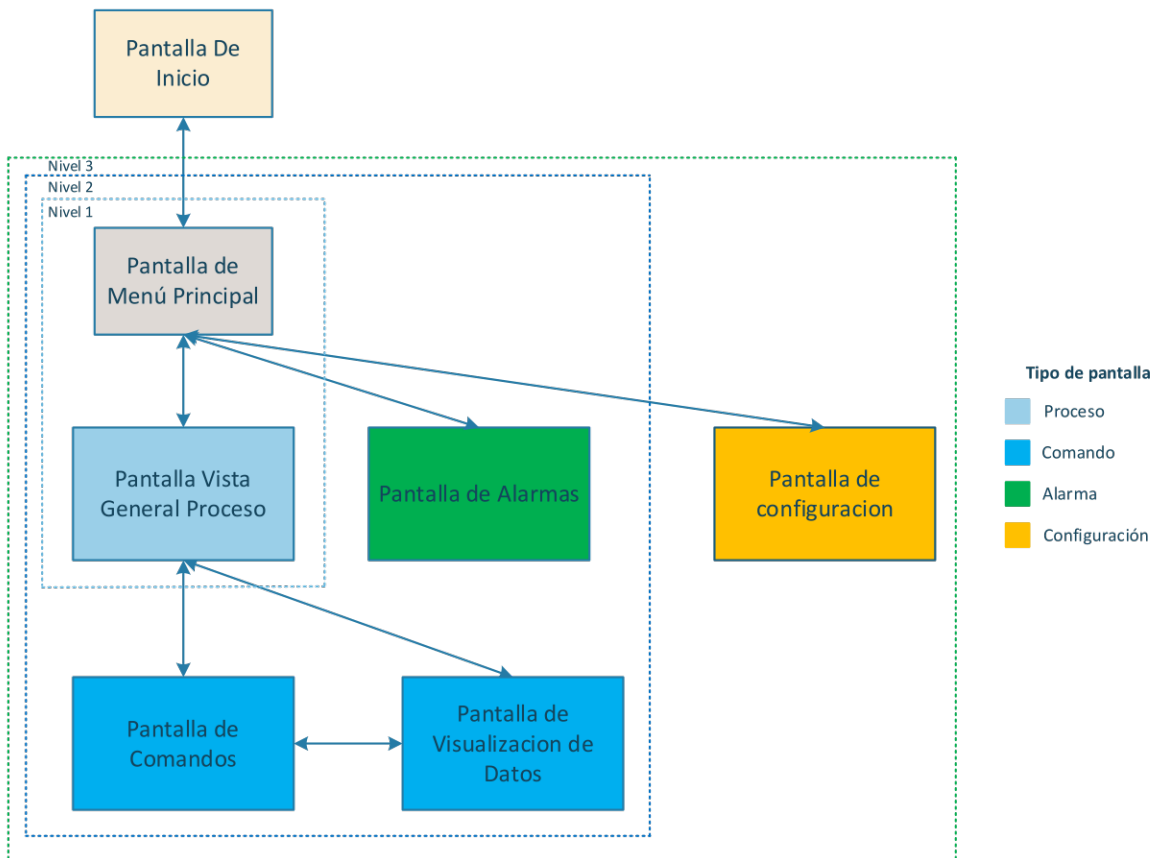 Pantalla De
Inicio
Nivel 3
Nivel 2
Nivel 1
Pantalla de
Menú Principal
Pantalla Vista
General Proceso
Pantalla de Alarmas
Pantalla de
configuracion
Pantalla de
Comandos
Pantalla de
Visualizacion de
Datos
Tipo de pantalla
Proceso
Comando
Alarma
Configuración